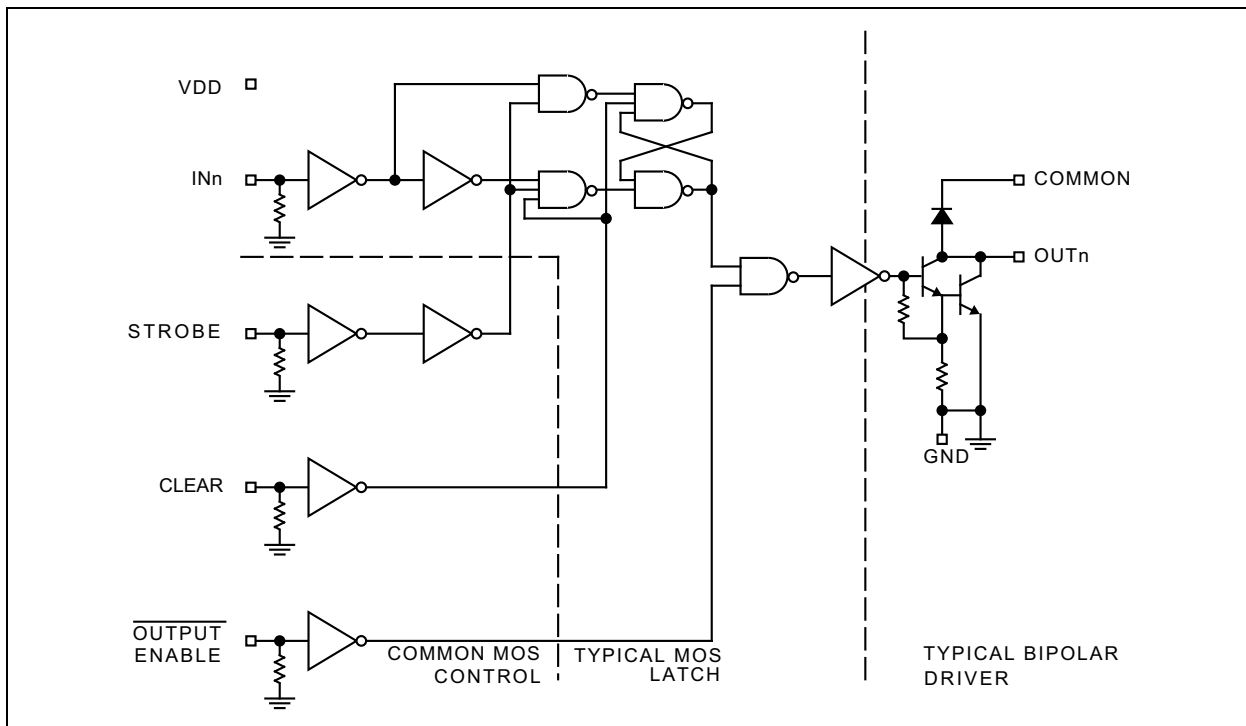 VDD
INn
COMMON
OUTn
STROBE
GND
CLEAR
OUTPUT
ENABLE
COMMON MOS
CONTROL
TYPICAL MOS
LATCH
TYPICAL BIPOLAR
DRIVER